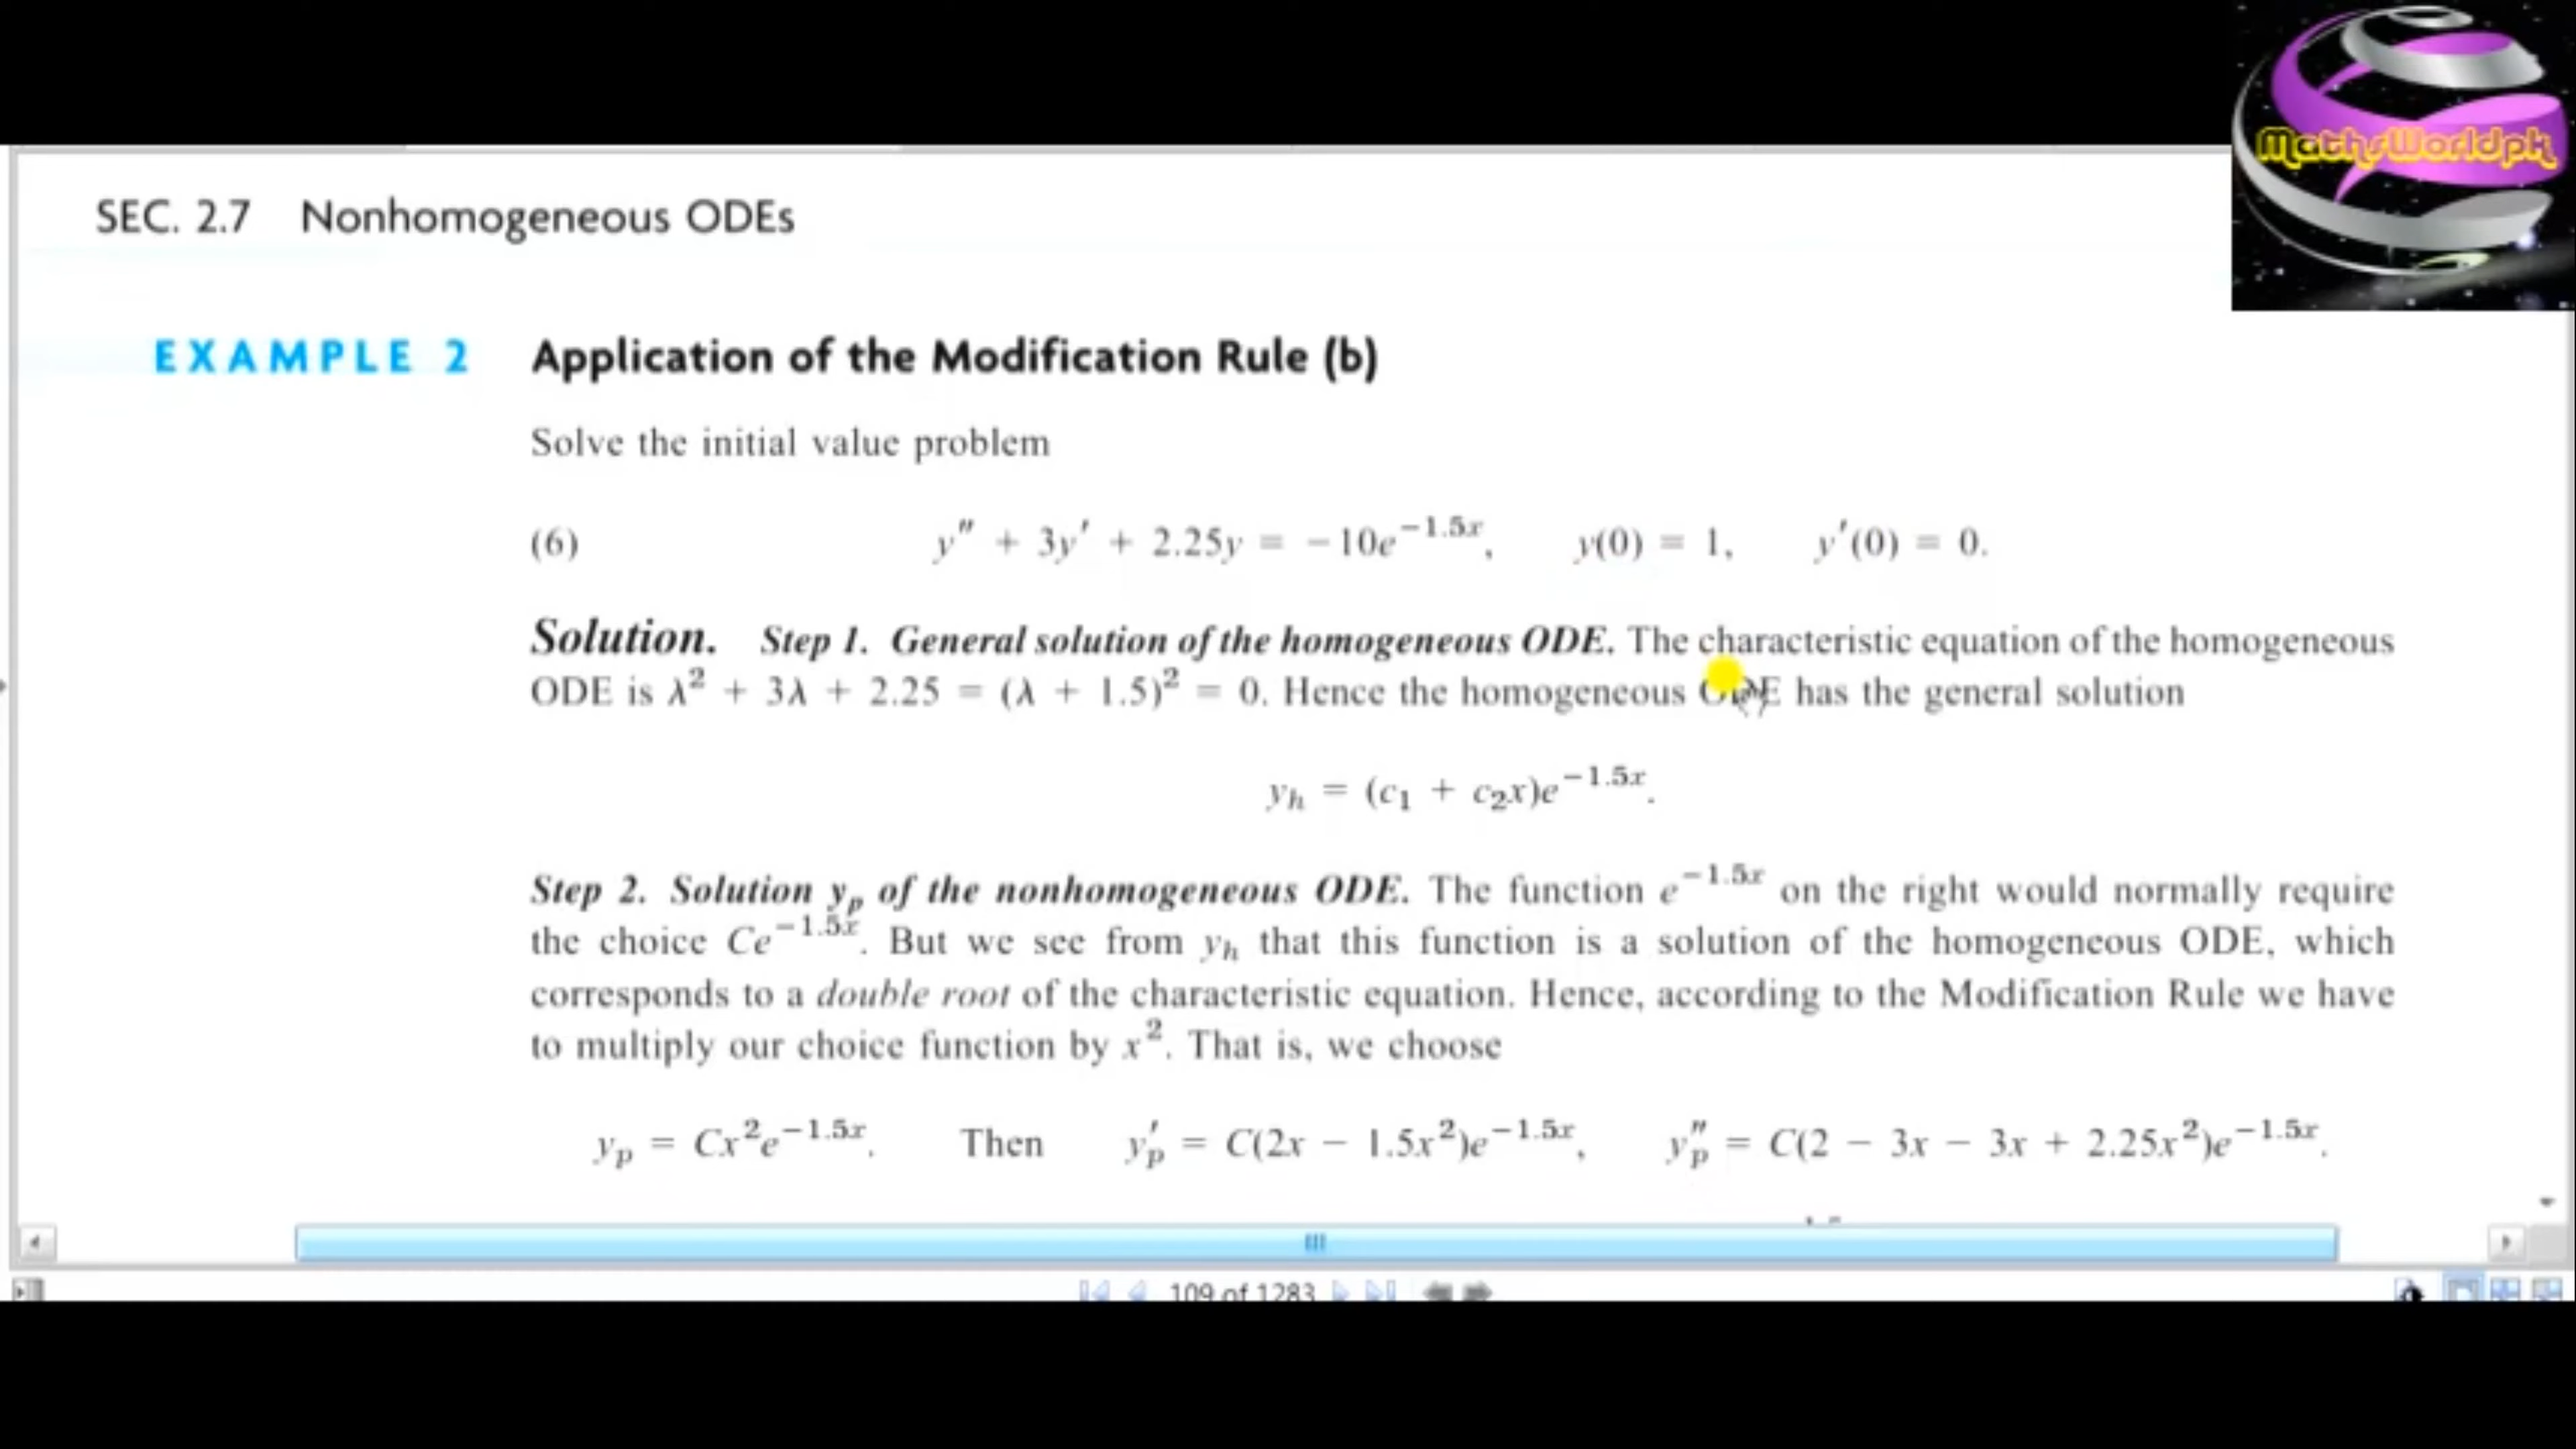 MathsWorldpk
SEC. 2.7 Nonhomogeneous ODEs
EXAMPLE 2 Application of the Modification Rule (b)
Solve the initial value problem
(6) y″ + 3y′ + 2.25y = −10e^{−1.5x}, y(0) = 1, y′(0) = 0.
Solution. Step 1. General solution of the homogeneous ODE. The characteristic equation of the homogeneous
ODE is λ² + 3λ + 2.25 = (λ + 1.5)² = 0. Hence the homogeneous ODE has the general solution
y_h = (c₁ + c₂x)e^{−1.5x}.
Step 2. Solution y_p of the nonhomogeneous ODE. The function e^{−1.5x} on the right would normally require
the choice Ce^{−1.5x}. But we see from y_h that this function is a solution of the homogeneous ODE, which
corresponds to a double root of the characteristic equation. Hence, according to the Modification Rule we have
to multiply our choice function by x². That is, we choose
y_p = Cx²e^{−1.5x}. Then y′_p = C(2x − 1.5x²)e^{−1.5x}, y″_p = C(2 − 3x − 3x + 2.25x²)e^{−1.5x}.
109 of 1283